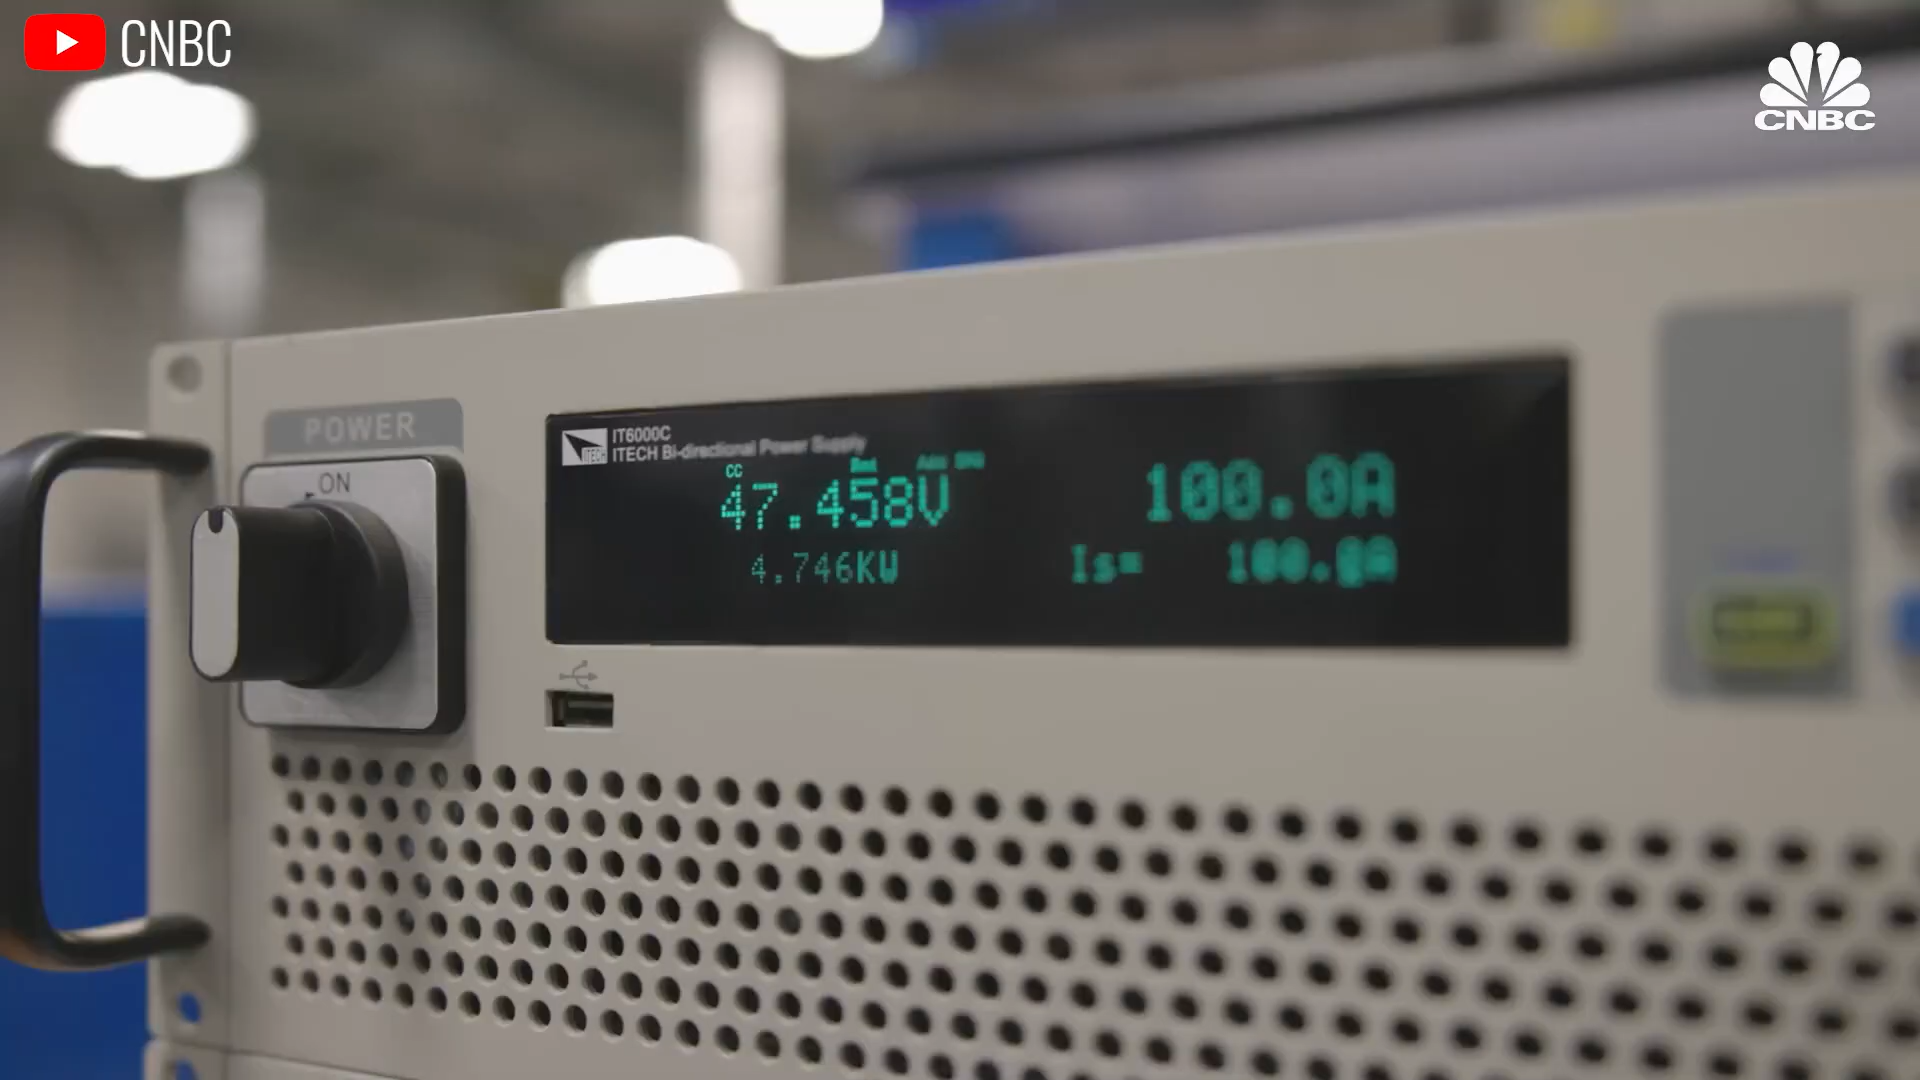 CNBC
CNBC
POWER
ON
IT6000C
ITECH
ITECH Bi-directional Power Supply
CC
47.458V
100.0A
4.746KW
Is= 100.0A